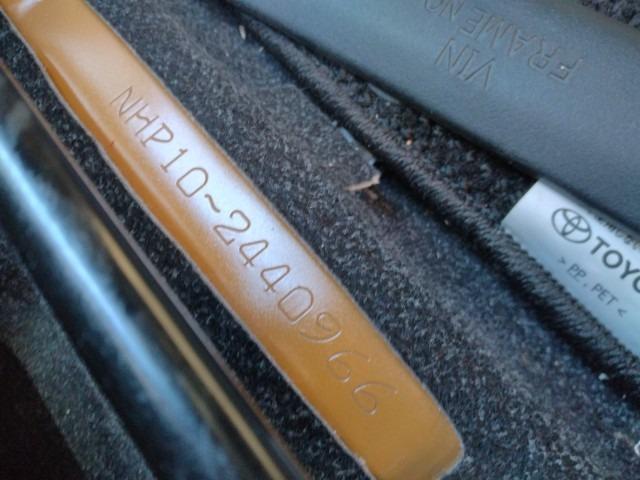 VIN
FRAME NO
NHP10~2440966
TOYO
> PP , PET <